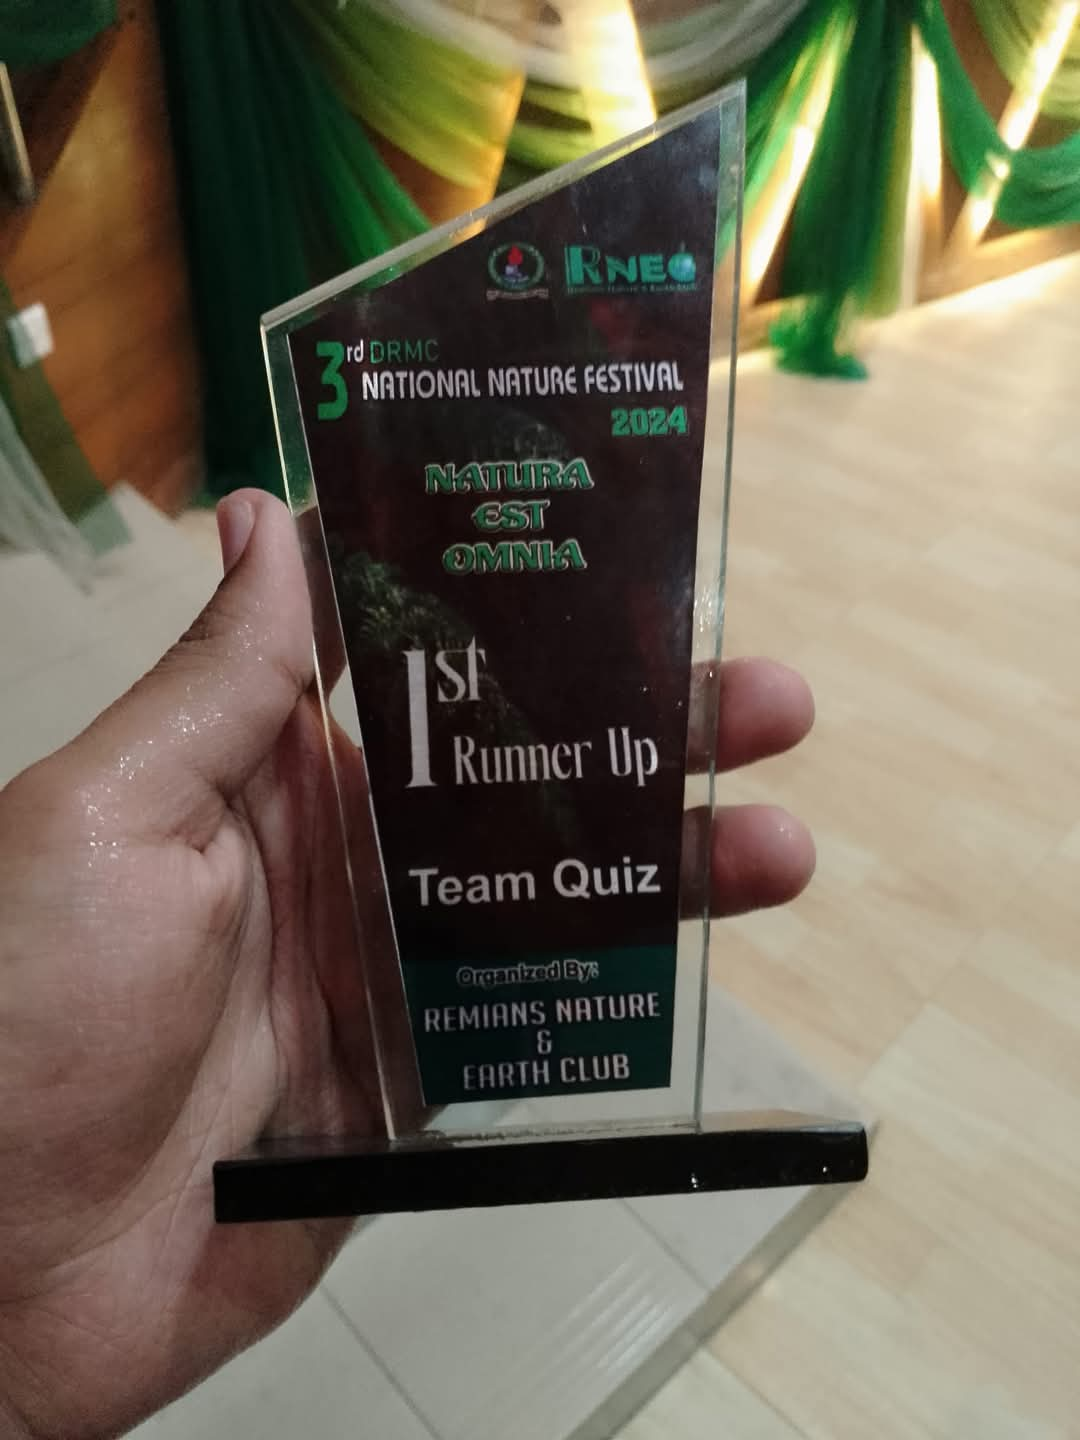 RNEC
3rd DRMC
NATIONAL NATURE FESTIVAL
2024
NATURA
EST
OMNIA
1st
Runner Up
Team Quiz
Organized By:
REMIANS NATURE
&
EARTH CLUB